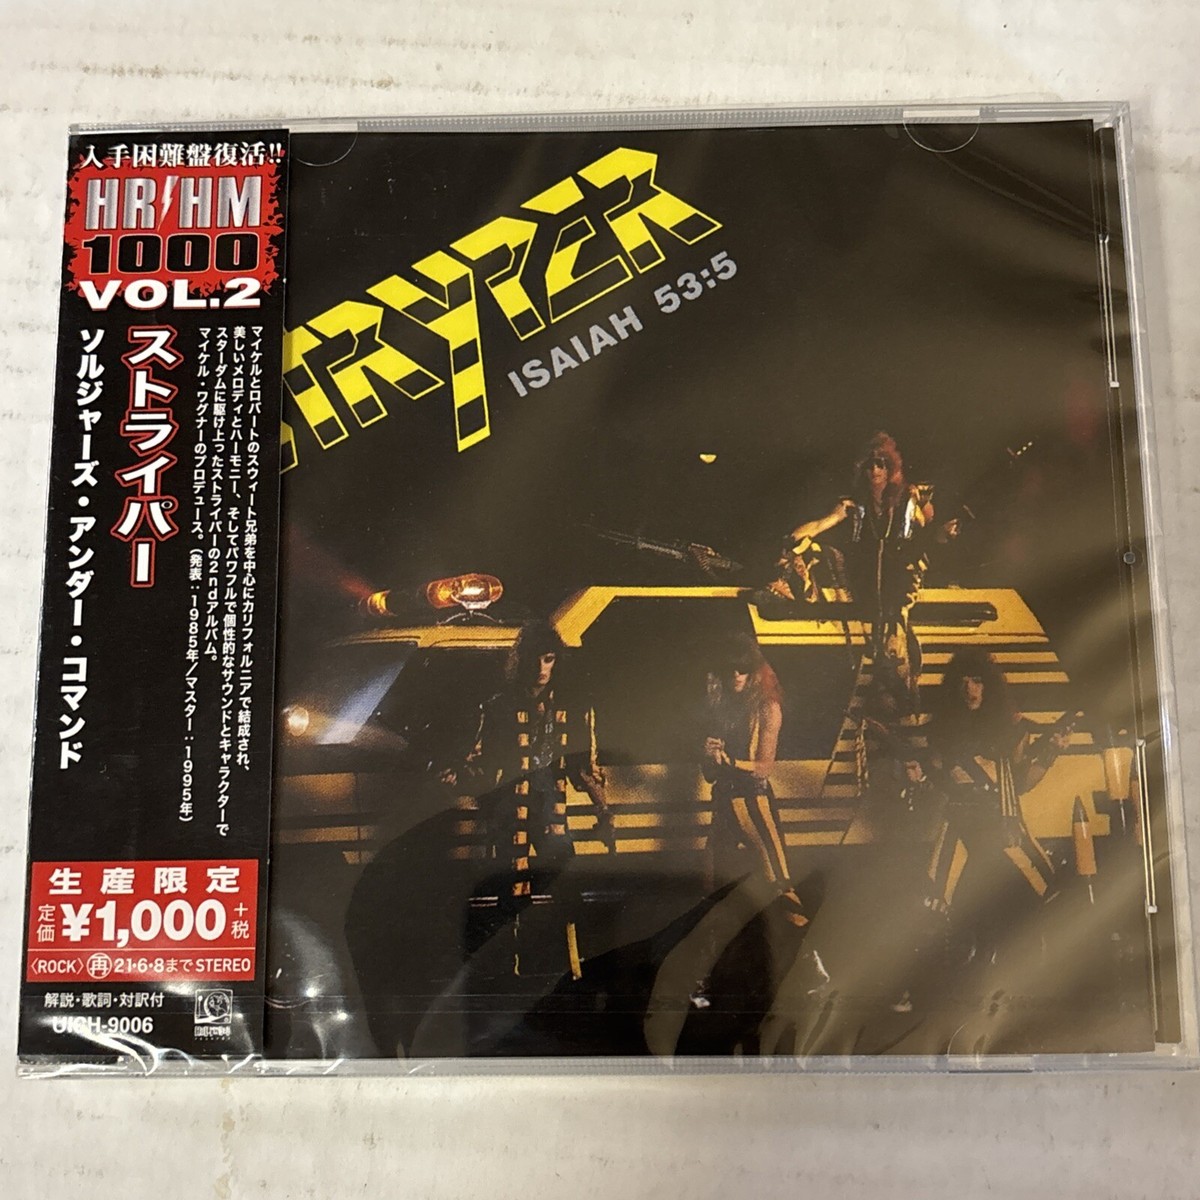 入手困難盤復活!!
HR/HM
1000
VOL.2
ストライパー
ソルジャーズ・アンダー・コマンド
マイケルとロバートのスウィート兄弟を中心にカリフォルニアで結成され、
美しいメロディとハーモニー、そしてパワフルで個性的なサウンドとキャラクターで
スターダムに駆け上ったストライパーの2ndアルバム。
マイケル・ワグナーのプロデュース。(発表:1985年/マスター:1995年)
生産限定
定価 ¥1,000 +税
〈ROCK〉 再 21・6・8まで STEREO
解説・歌詞・対訳付
UICH-9006
STRYPER
ISAIAH 53:5